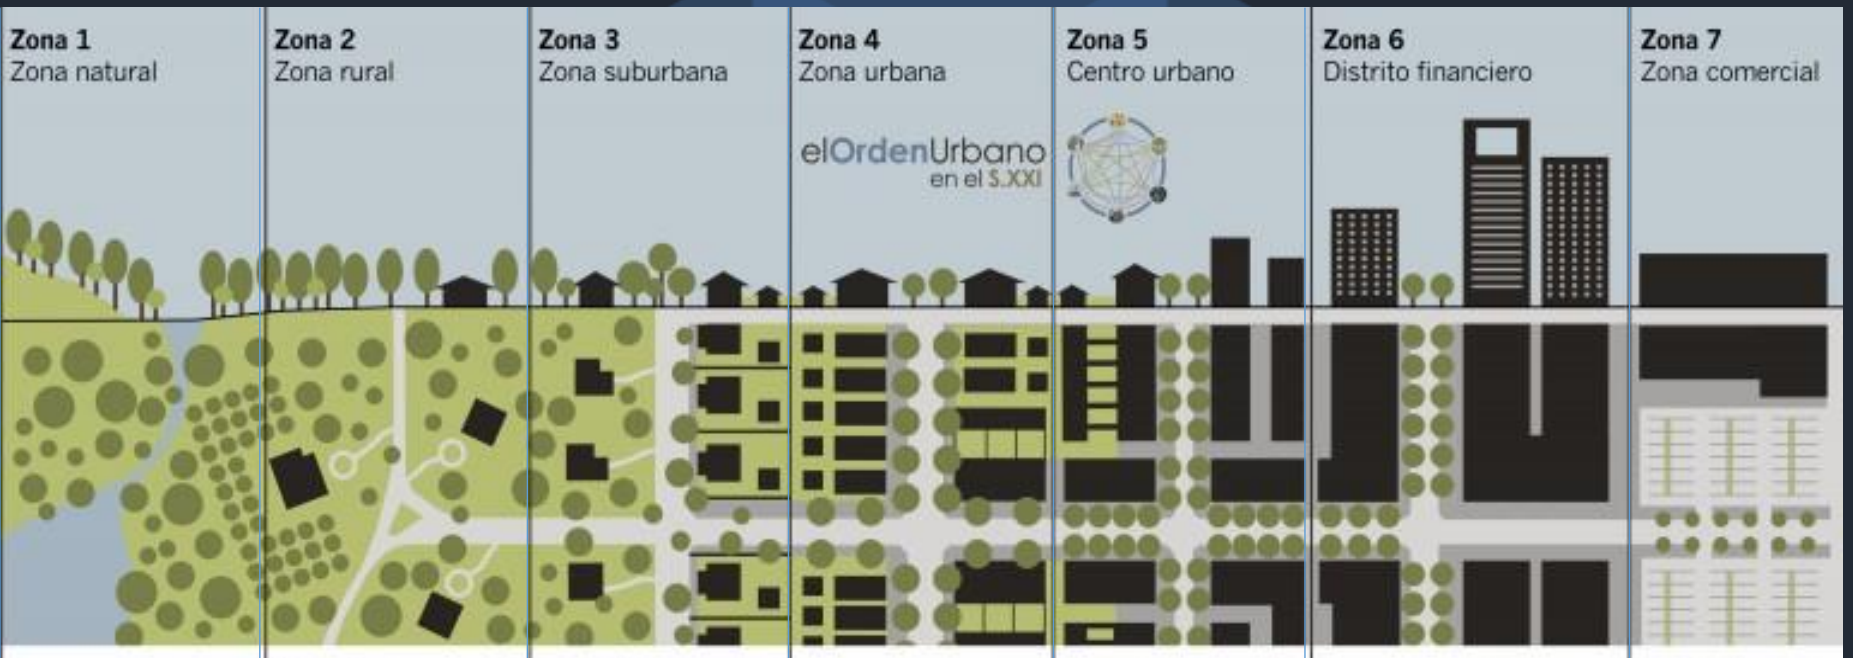 Zona 1
Zona natural
Zona 2
Zona rural
Zona 3
Zona suburbana
Zona 4
Zona urbana
Zona 5
Centro urbano
Zona 6
Distrito financiero
Zona 7
Zona comercial
elOrdenUrbano
en el S.XXI